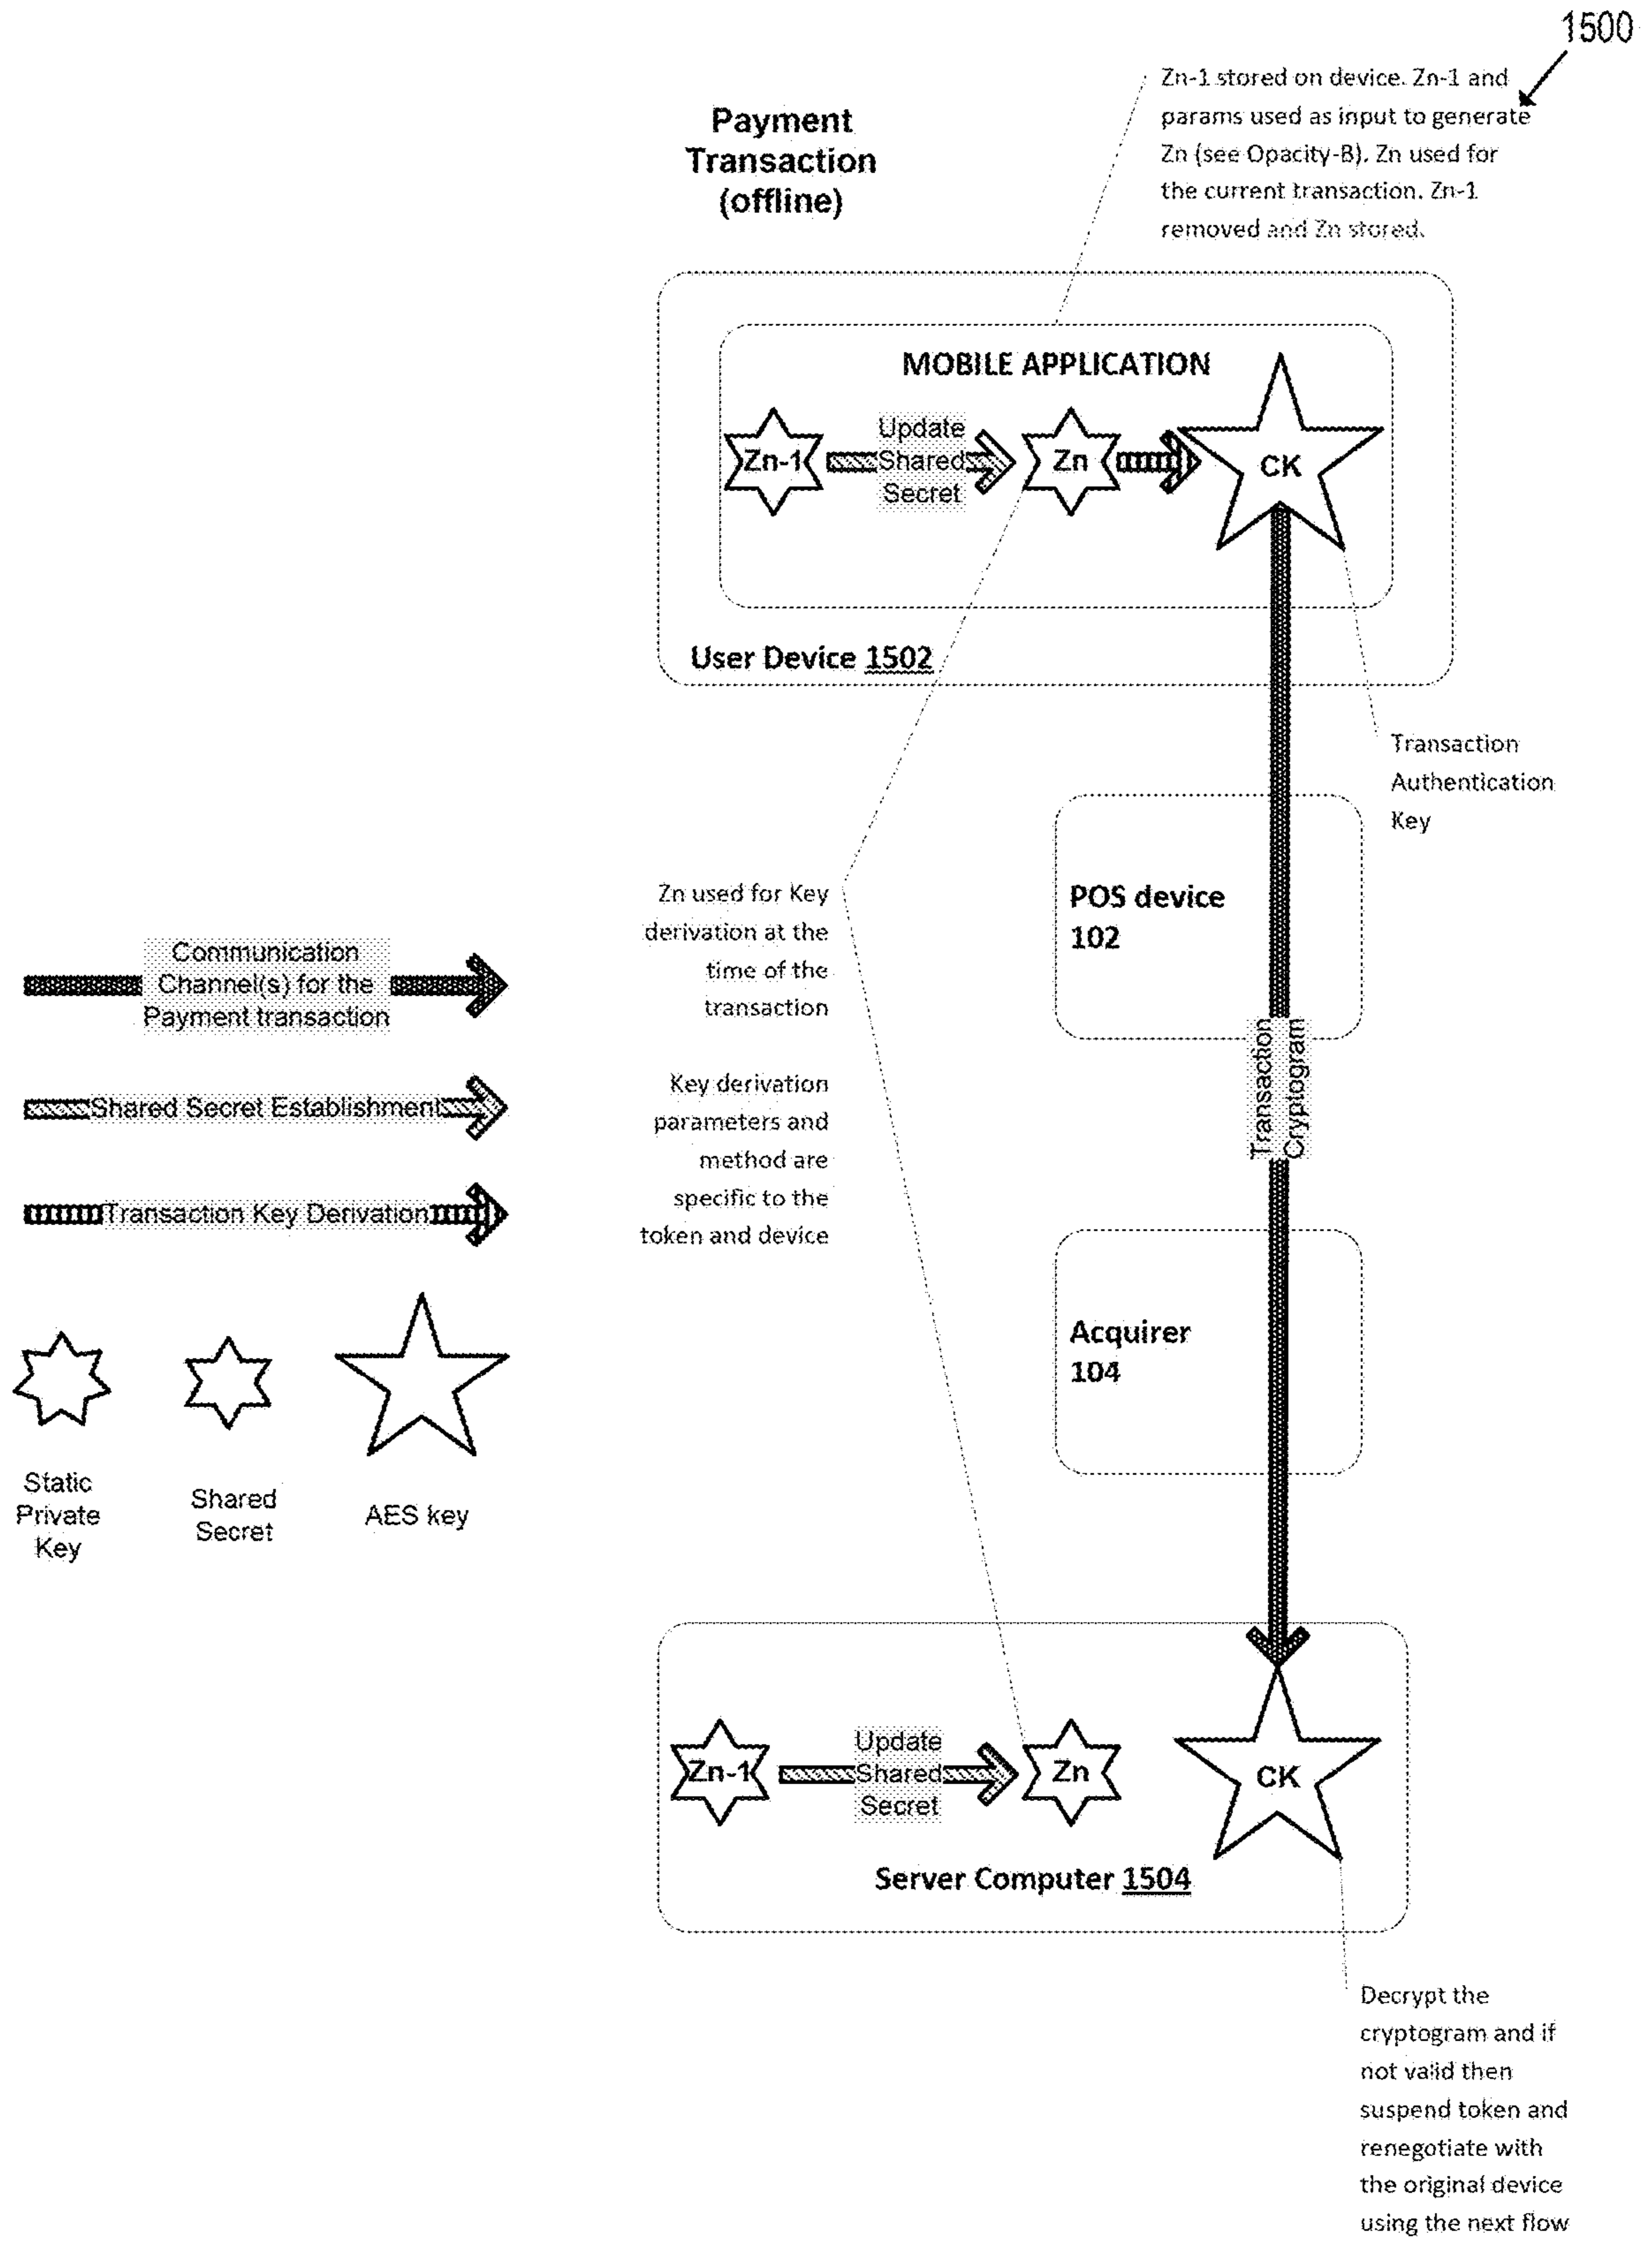 1500
Zn-1 stored on device. Zn-1 and
params used as input to generate
Zn (see Opacity-B). Zn used for
the current transaction. Zn-1
removed and Zn stored.
Payment
Transaction
(offline)
MOBILE APPLICATION
Zn-1
Update
Shared
Secret
Zn
CK
User Device 1502
Transaction
Authentication
Key
POS device
102
Zn used for Key
derivation at the
time of the
transaction
Key derivation
parameters and
method are
specific to the
token and device
Communication
Channel(s) for the
Payment transaction
Shared Secret Establishment
Transaction Key Derivation
Static
Private
Key
Shared
Secret
AES key
Transaction
Cryptogram
Acquirer
104
Zn-1
Update
Shared
Secret
Zn
CK
Server Computer 1504
Decrypt the
cryptogram and if
not valid then
suspend token and
renegotiate with
the original device
using the next flow